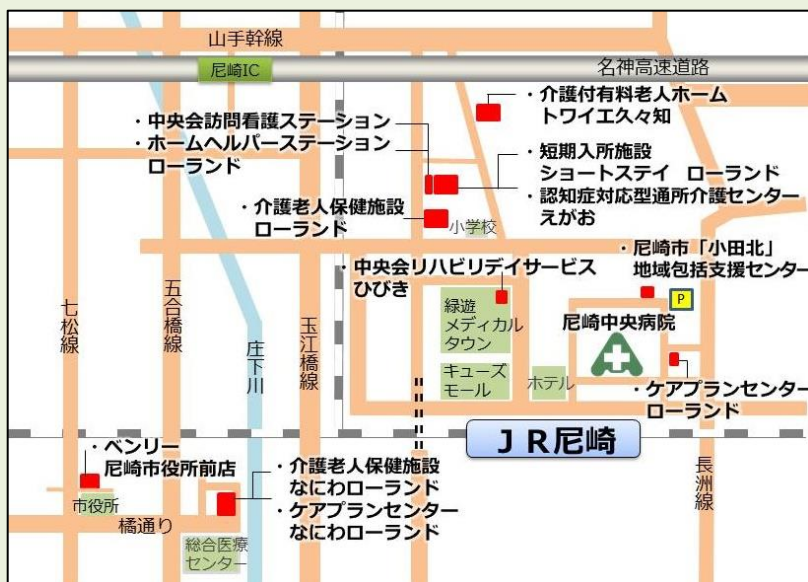 山手幹線
尼崎IC
名神高速道路
・介護付有料老人ホーム
トワイエ久々知
・中央会訪問看護ステーション
・ホームヘルパーステーション
ローランド
・短期入所施設
ショートステイ　ローランド
・認知症対応型通所介護センター
えがお
・介護老人保健施設
ローランド
小学校
・中央会リハビリデイサービス
ひびき
・尼崎市「小田北」
地域包括支援センター
P
七松線
五合橋線
庄下川
玉江橋線
緑遊
メディカル
タウン
尼崎中央病院
キューズ
モール
ホテル
・ケアプランセンター
ローランド
JR尼崎
・ベンリー
尼崎市役所前店
・介護老人保健施設
なにわローランド
・ケアプランセンター
なにわローランド
長洲線
市役所
橘通り
総合医療
センター